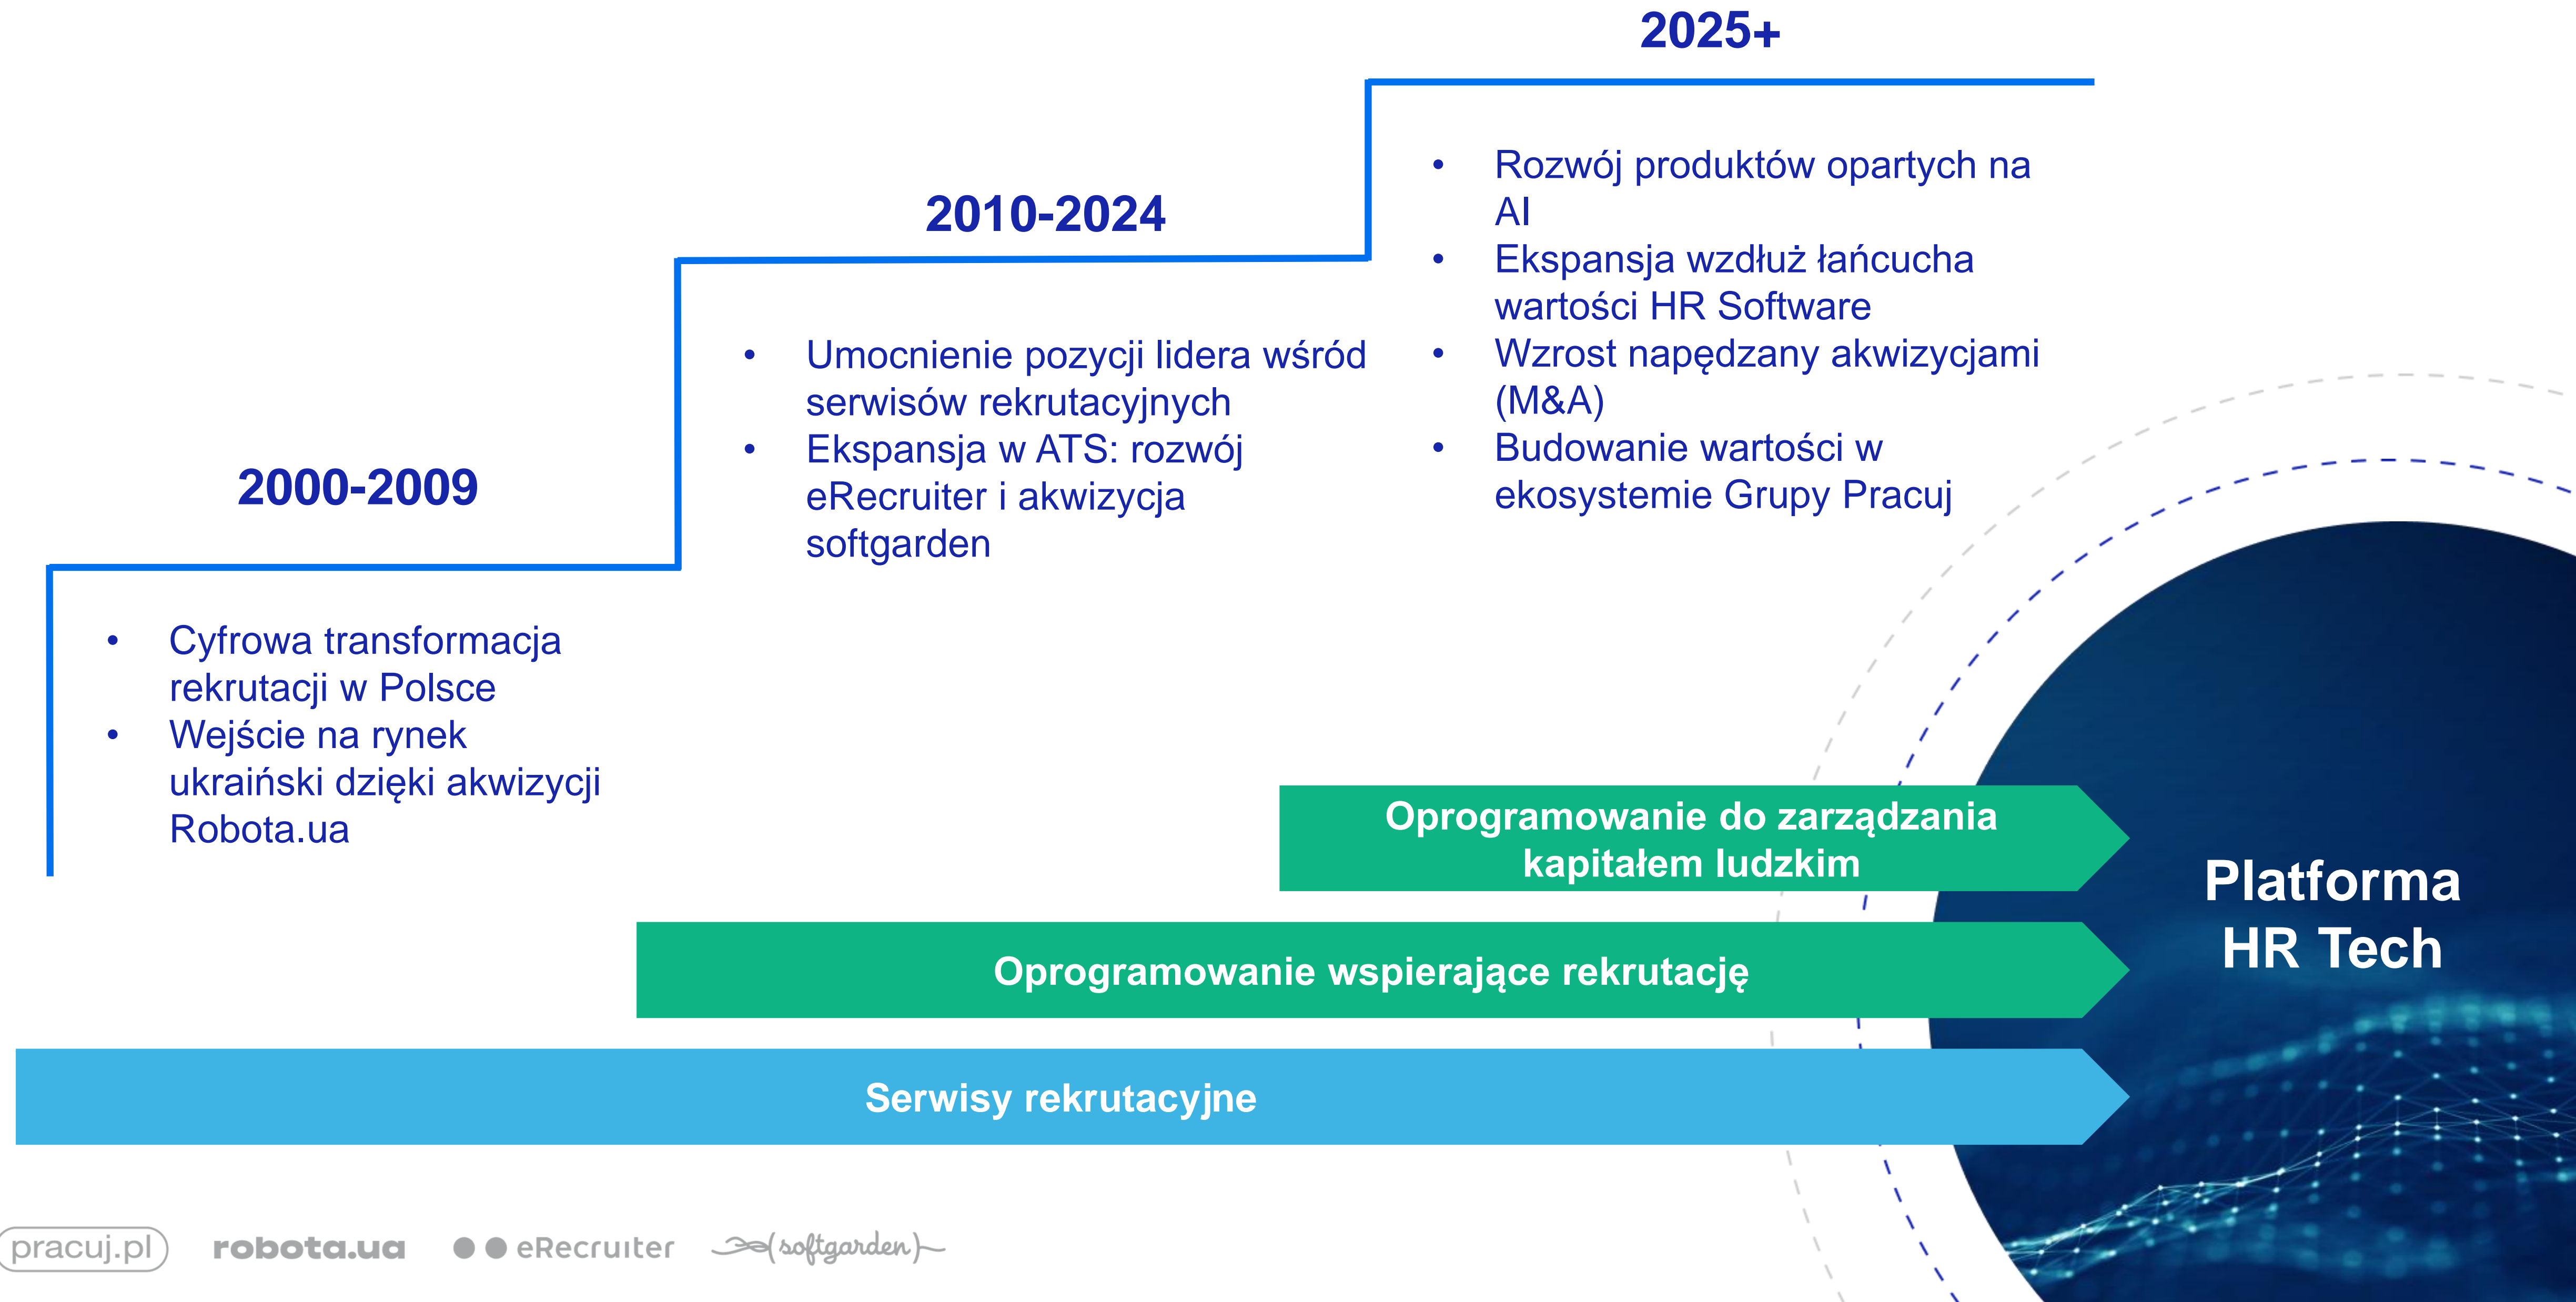 2025+
• Rozwój produktów opartych na
AI
• Ekspansja wzdłuż łańcucha
wartości HR Software
• Wzrost napędzany akwizycjami
(M&A)
• Budowanie wartości w
ekosystemie Grupy Pracuj
2010-2024
• Umocnienie pozycji lidera wśród
serwisów rekrutacyjnych
• Ekspansja w ATS: rozwój
eRecruiter i akwizycja
softgarden
2000-2009
• Cyfrowa transformacja
rekrutacji w Polsce
• Wejście na rynek
ukraiński dzięki akwizycji
Robota.ua
Oprogramowanie do zarządzania
kapitałem ludzkim
Oprogramowanie wspierające rekrutację
Serwisy rekrutacyjne
Platforma
HR Tech
pracuj.pl
robota.ua
eRecruiter
softgarden